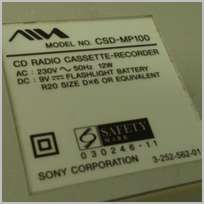 AIWA
MODEL NO. CSD-MP100
CD RADIO CASSETTE-RECORDER
AC : 230V ~ 50Hz 12W
DC : 9V ⎓ FLASHLIGHT BATTERY
R20 SIZE D×6 OR EQUIVALENT
SAFETY
MARK
030246-11
3-252-562-01
SONY CORPORATION